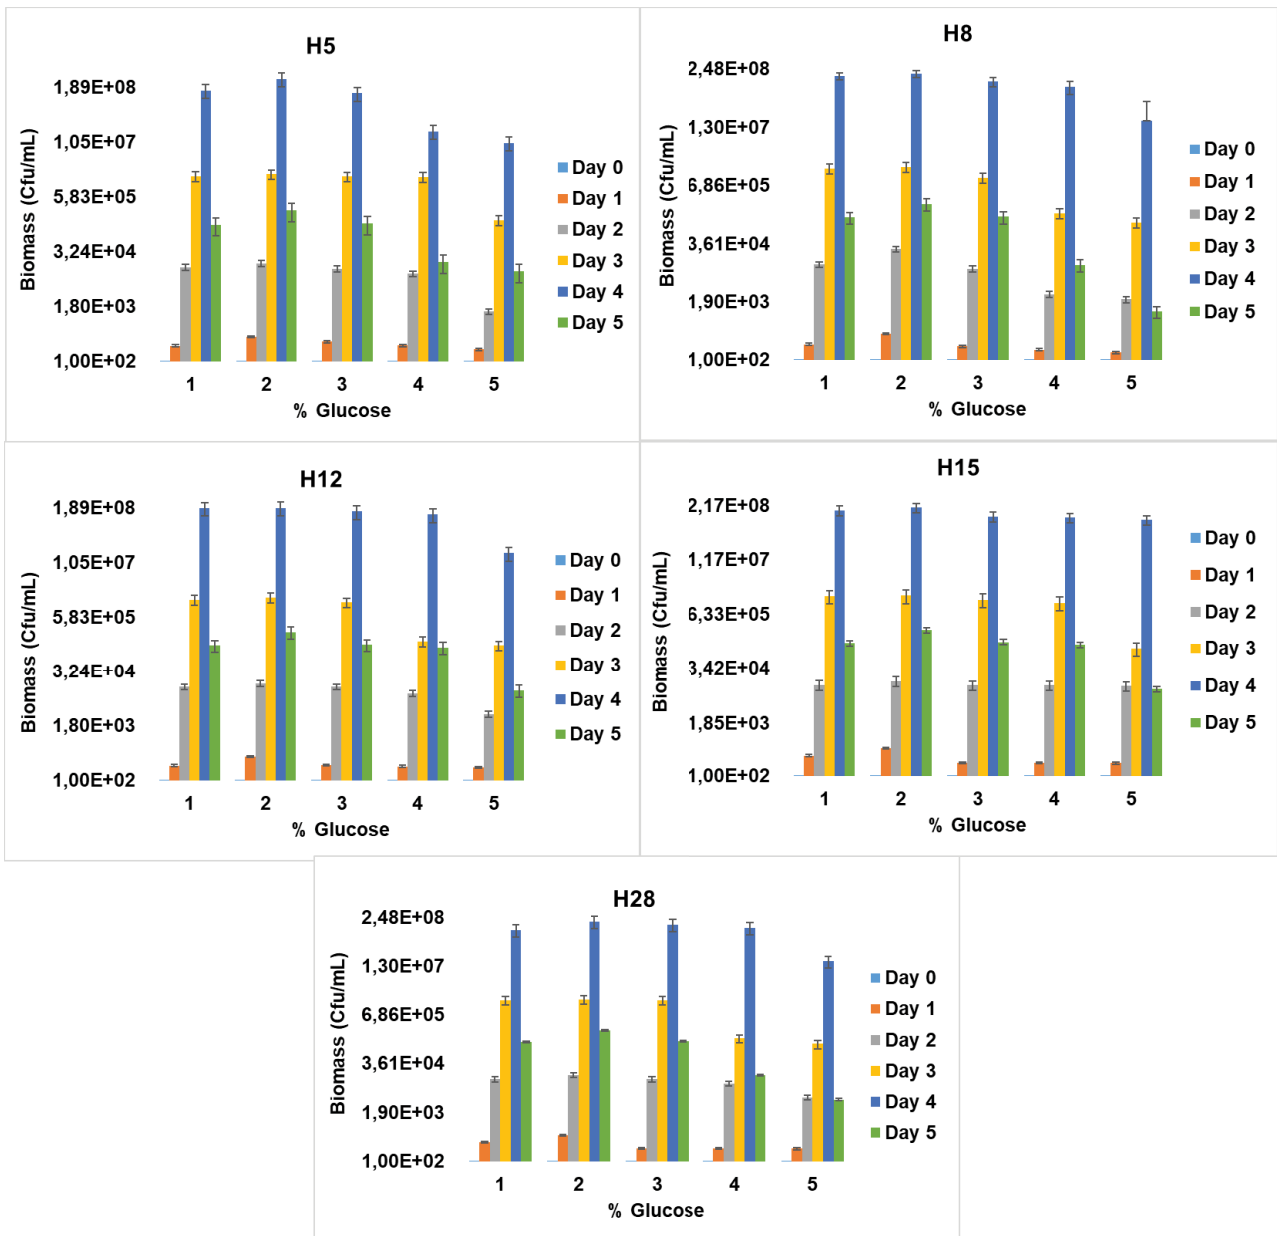 H5
Biomass (Cfu/mL)
1,89E+08
1,05E+07
5,83E+05
3,24E+04
1,80E+03
1,00E+02
1 2 3 4 5
% Glucose
Day 0
Day 1
Day 2
Day 3
Day 4
Day 5
H8
Biomass (Cfu/mL)
2,48E+08
1,30E+07
6,86E+05
3,61E+04
1,90E+03
1,00E+02
1 2 3 4 5
% Glucose
Day 0
Day 1
Day 2
Day 3
Day 4
Day 5
H12
Biomass (Cfu/mL)
1,89E+08
1,05E+07
5,83E+05
3,24E+04
1,80E+03
1,00E+02
1 2 3 4 5
% Glucose
Day 0
Day 1
Day 2
Day 3
Day 4
Day 5
H15
Biomass (Cfu/mL)
2,17E+08
1,17E+07
6,33E+05
3,42E+04
1,85E+03
1,00E+02
1 2 3 4 5
% Glucose
Day 0
Day 1
Day 2
Day 3
Day 4
Day 5
H28
Biomass (Cfu/mL)
2,48E+08
1,30E+07
6,86E+05
3,61E+04
1,90E+03
1,00E+02
1 2 3 4 5
% Glucose
Day 0
Day 1
Day 2
Day 3
Day 4
Day 5